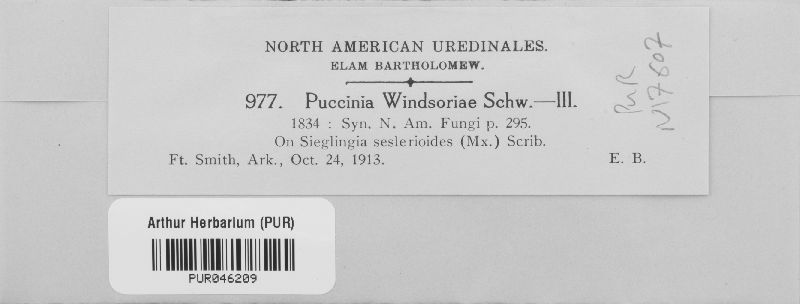 NORTH AMERICAN UREDINALES.
ELAM BARTHOLOMEW.
977. Puccinia Windsoriae Schw.—III.
1834 : Syn. N. Am. Fungi p. 295.
On Sieglingia seslerioides (Mx.) Scrib.
Ft. Smith, Ark., Oct. 24, 1913. E. B.
PUR
N17607
Arthur Herbarium (PUR)
PUR046209